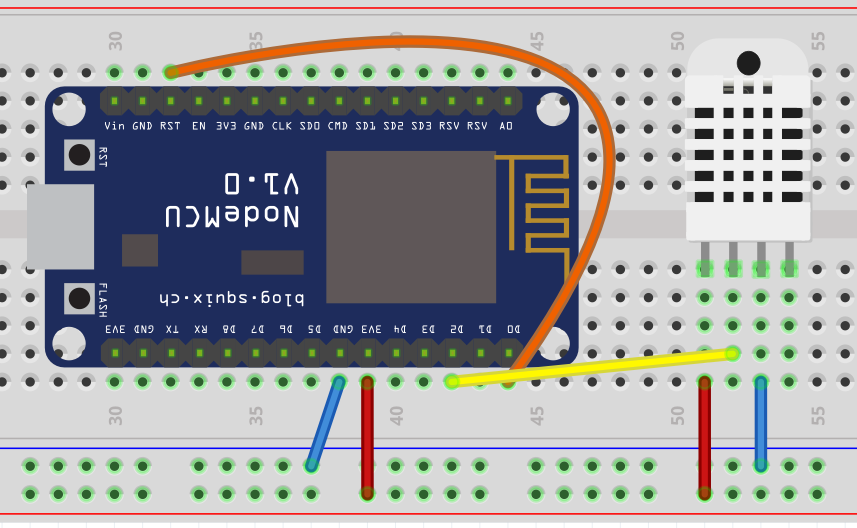 30 35 40 45 50 55
Vin GND RST EN 3V3 GND CLK SD0 CMD SD1 SD2 SD3 RSV RSV A0
RST
V1.0
NodeMCU
FLASH
blog.squix.ch
3V3 GND TX RX D8 D7 D6 D5 GND 3V3 D4 D3 D2 D1 D0
30 35 40 45 50 55